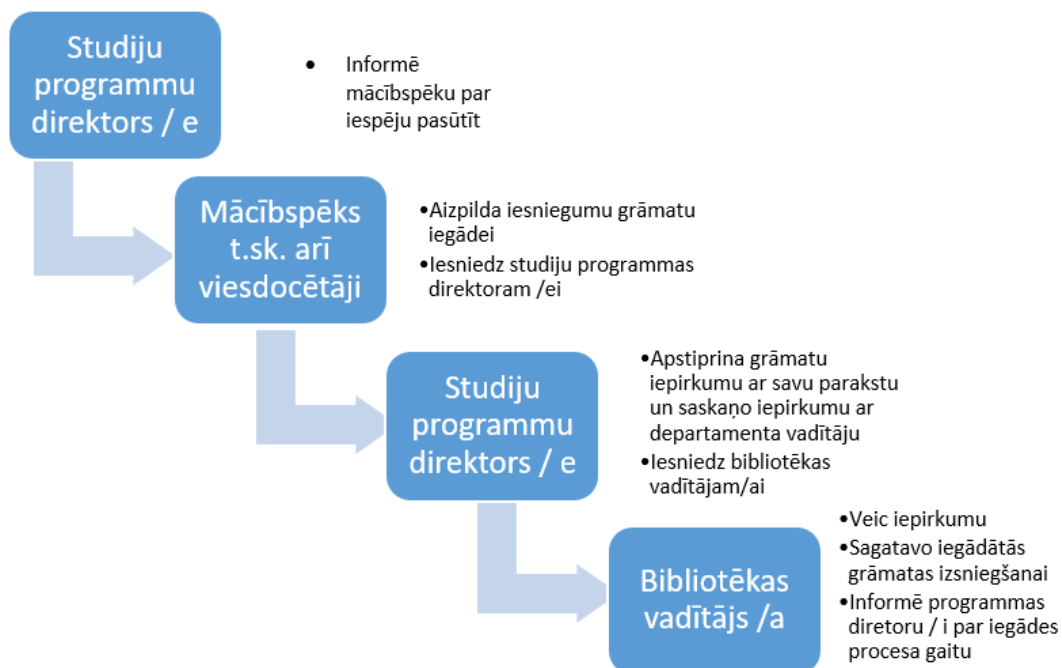 Studiju
programmu
direktors / e
• Informē
mācībspēku par
iespēju pasūtīt
Mācībspēks
t.sk. arī
viesdocētāji
•Aizpilda iesniegumu grāmatu
iegādei
•Iesniedz studiju programmas
direktoram /ei
Studiju
programmu
direktors / e
•Apstiprina grāmatu
iepirkumu ar savu parakstu
un saskaņo iepirkumu ar
departamenta vadītāju
•Iesniedz bibliotēkas
vadītājam/ai
Bibliotēkas
vadītājs /a
•Veic iepirkumu
•Sagatavo iegādātās
grāmatas izsniegšanai
•Informē programmas
diretoru / i par iegādes
procesa gaitu